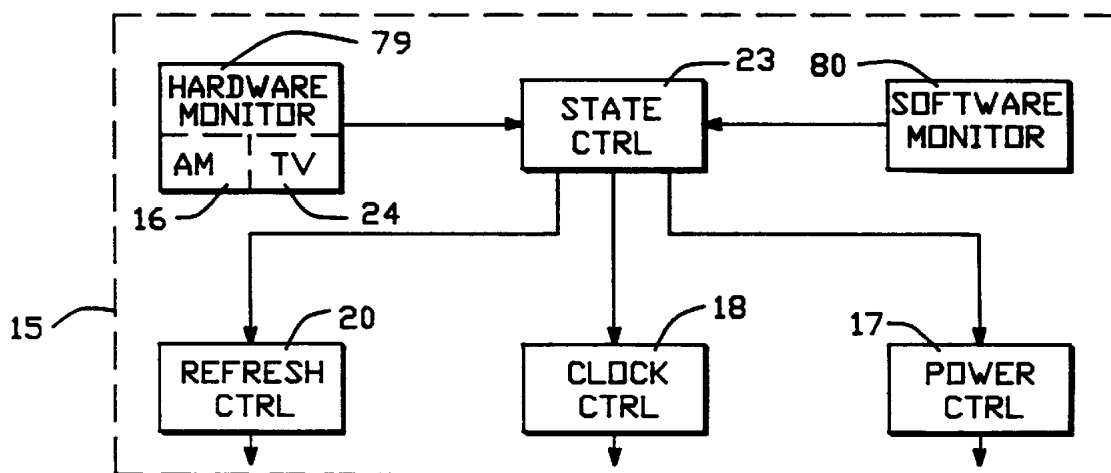 79
HARDWARE
MONITOR
AM TV
16
24
23
STATE
CTRL
80
SOFTWARE
MONITOR
15
20
REFRESH
CTRL
18
CLOCK
CTRL
17
POWER
CTRL